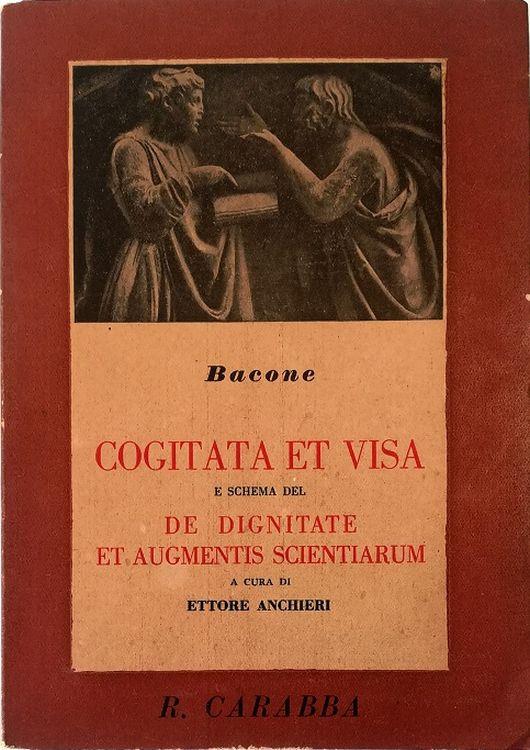 Bacone
COGITATA ET VISA
E SCHEMA DEL
DE DIGNITATE
ET AUGMENTIS SCIENTIARUM
A CURA DI
ETTORE ANCHIERI
R. CARABBA